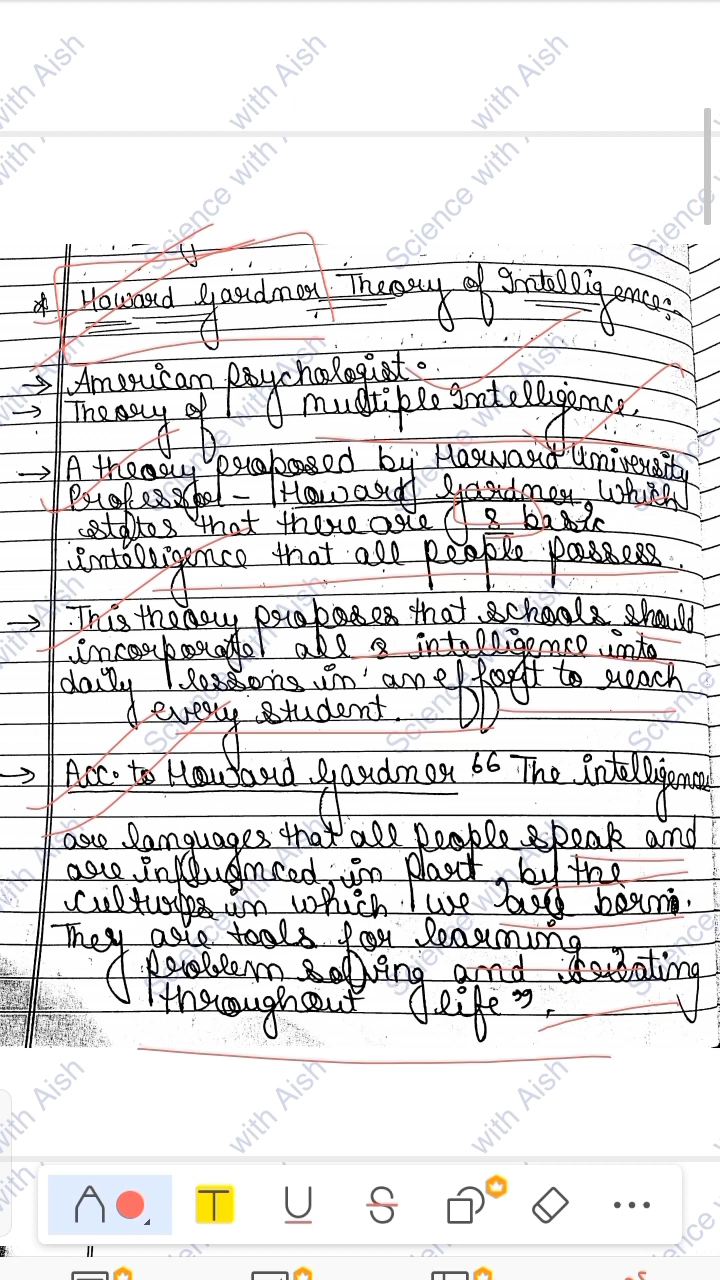 * Howard Gardner Theory of Intelligence:-
→ American Psychologist.
→ Theory of Multiple Intelligence.
→ A theory proposed by Harvard University
Professor - Howard Gardner which
states that there are 8 basic
intelligence that all people possess.
→ This theory proposes that schools should
incorporate all 8 intelligence into
daily lessons in an effort to reach
every student.
→ Acc. to Howard Gardner “ The intelligences
are languages that all people speak and
are influenced in part by the
cultures in which we are born.
They are tools for learning
problem solving and creating
throughout life ”.
Science with Aish
T U S